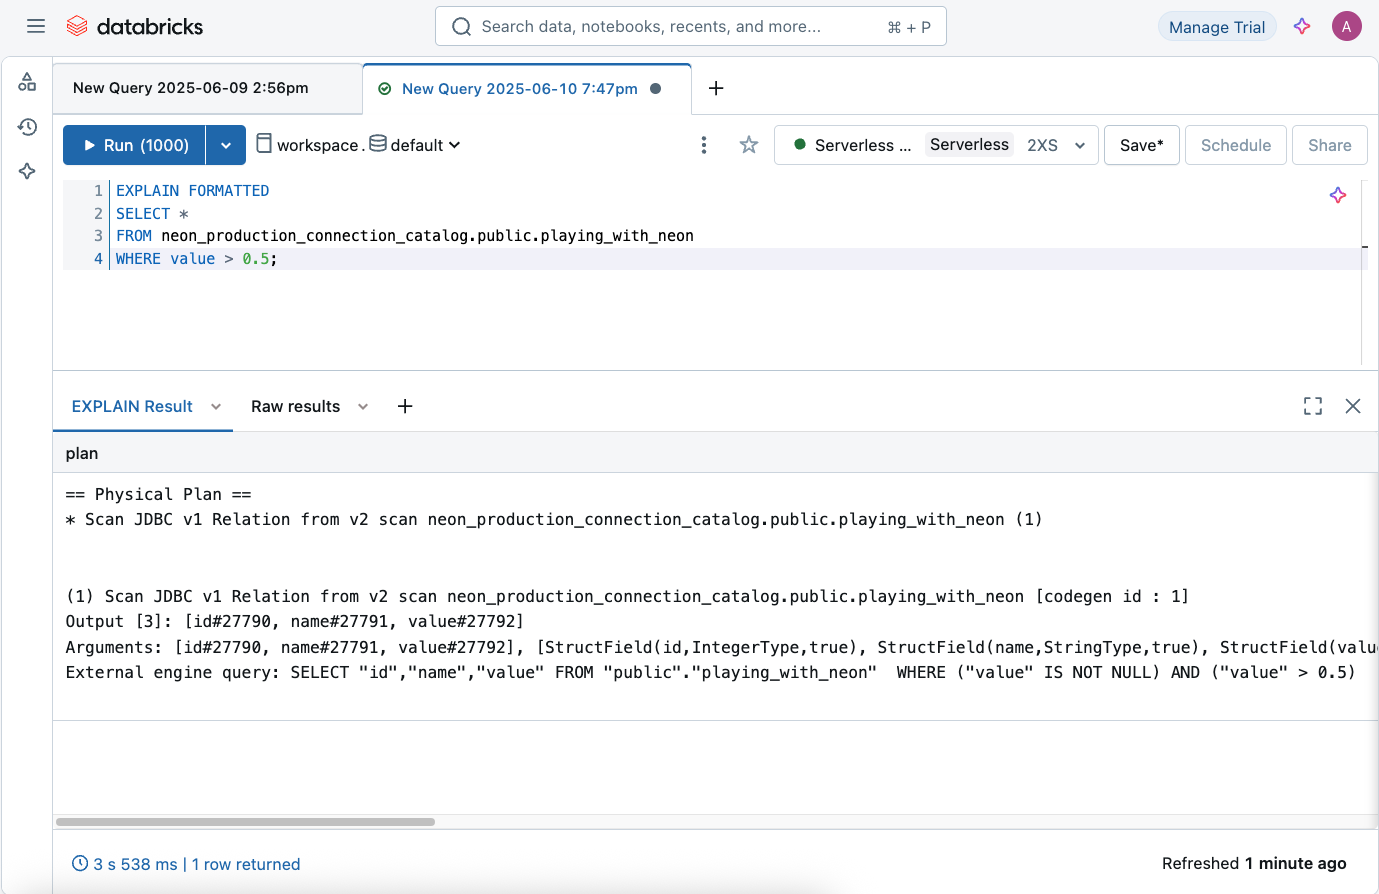 databricks
Search data, notebooks, recents, and more...
⌘ + P
Manage Trial
A
New Query 2025-06-09 2:56pm
New Query 2025-06-10 7:47pm
+
Run (1000)
workspace . default
Serverless ...
Serverless
2XS
Save*
Schedule
Share
1 EXPLAIN FORMATTED
2 SELECT *
3 FROM neon_production_connection_catalog.public.playing_with_neon
4 WHERE value > 0.5;
EXPLAIN Result
Raw results
+
plan
== Physical Plan ==
* Scan JDBC v1 Relation from v2 scan neon_production_connection_catalog.public.playing_with_neon (1)
(1) Scan JDBC v1 Relation from v2 scan neon_production_connection_catalog.public.playing_with_neon [codegen id : 1]
Output [3]: [id#27790, name#27791, value#27792]
Arguments: [id#27790, name#27791, value#27792], [StructField(id,IntegerType,true), StructField(name,StringType,true), StructField(valu
External engine query: SELECT "id","name","value" FROM "public"."playing_with_neon"  WHERE ("value" IS NOT NULL) AND ("value" > 0.5)
3 s 538 ms | 1 row returned
Refreshed 1 minute ago